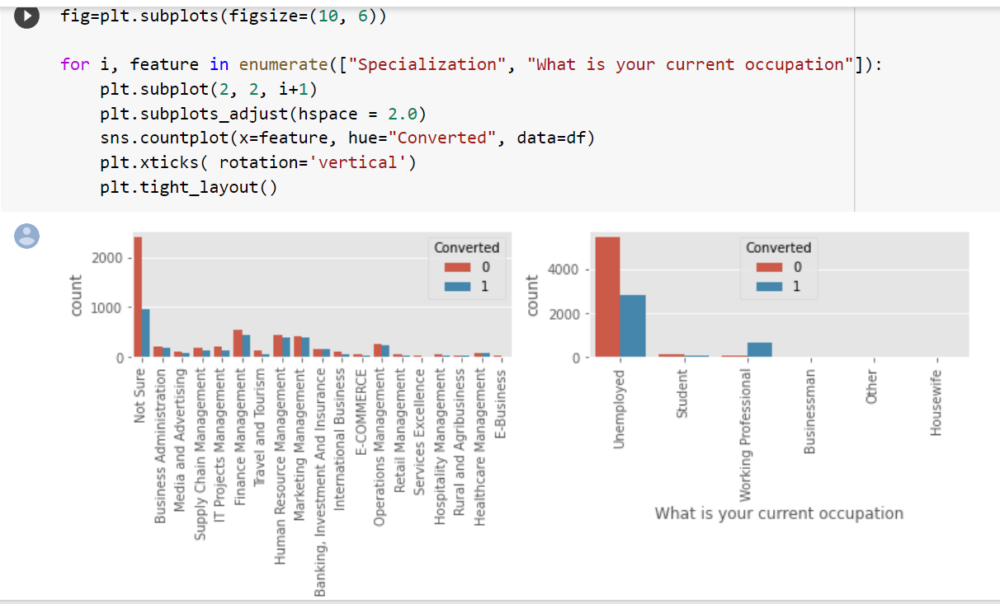 fig=plt.subplots(figsize=(10, 6))
for i, feature in enumerate(["Specialization", "What is your current occupation"]):
plt.subplot(2, 2, i+1)
plt.subplots_adjust(hspace = 2.0)
sns.countplot(x=feature, hue="Converted", data=df)
plt.xticks( rotation='vertical')
plt.tight_layout()
2000
1000
0
count
Converted
0
1
Not Sure
Business Administration
Media and Advertising
Supply Chain Management
IT Projects Management
Finance Management
Travel and Tourism
Human Resource Management
Marketing Management
Banking, Investment And Insurance
International Business
E-COMMERCE
Operations Management
Retail Management
Services Excellence
Hospitality Management
Rural and Agribusiness
Healthcare Management
E-Business
4000
2000
0
count
Converted
0
1
Unemployed
Student
Working Professional
Businessman
Other
Housewife
What is your current occupation